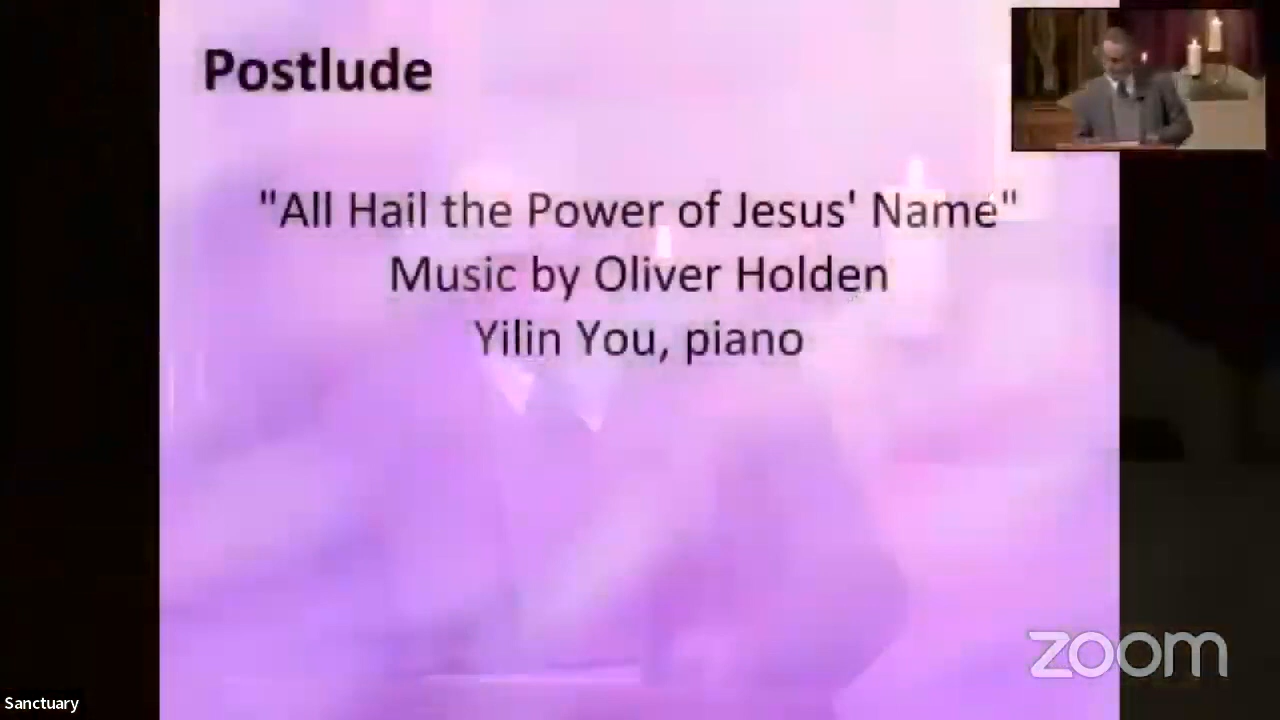 Postlude
"All Hail the Power of Jesus' Name"
Music by Oliver Holden
Yilin You, piano
zoom
Sanctuary